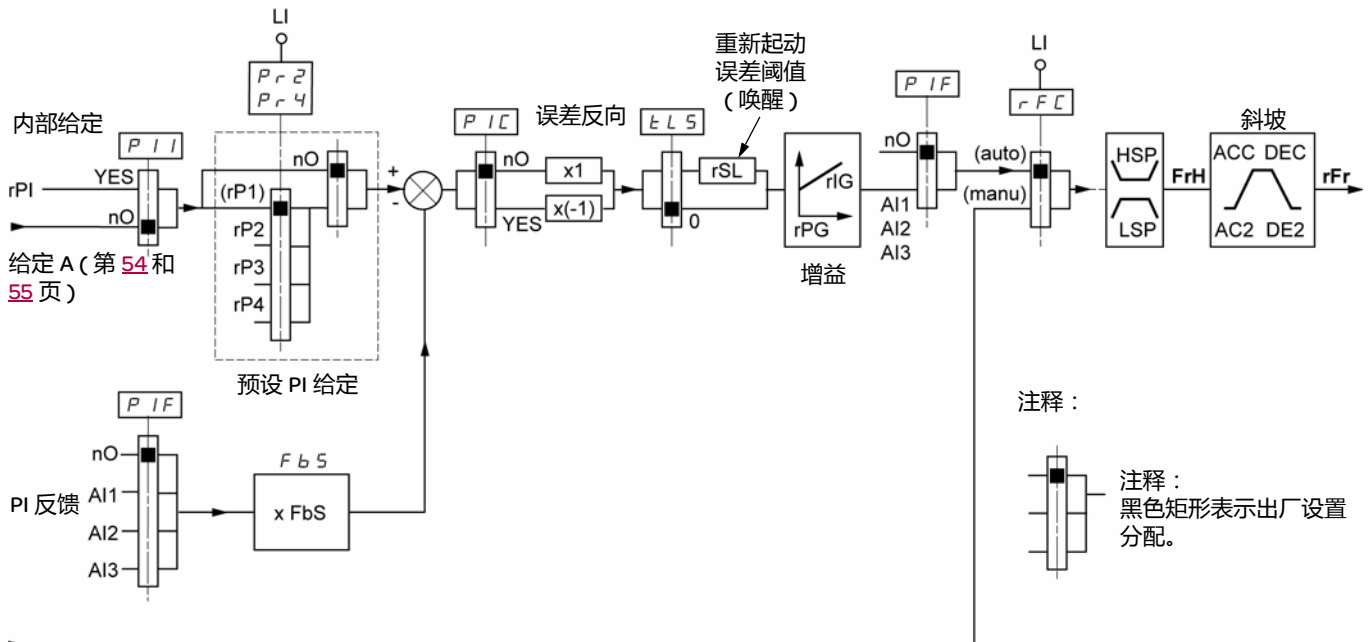 LI
Pr2
Pr4
内部给定
PII
rPI
YES
nO
给定 A ( 第 54 和
55 页 )
nO
(rP1)
rP2
rP3
rP4
预设 PI 给定
+
-
PIC
误差反向
nO
x1
YES
x(-1)
tLS
重新起动
误差阈值
( 唤醒 )
rSL
0
rIG
rPG
增益
PIF
nO
AI1
AI2
AI3
LI
rFC
(auto)
(manu)
HSP
LSP
FrH
斜坡
ACC DEC
AC2 DE2
rFr
PIF
PI 反馈
nO
AI1
AI2
AI3
FbS
x FbS
注释 :
注释 :
黑色矩形表示出厂设置
分配。